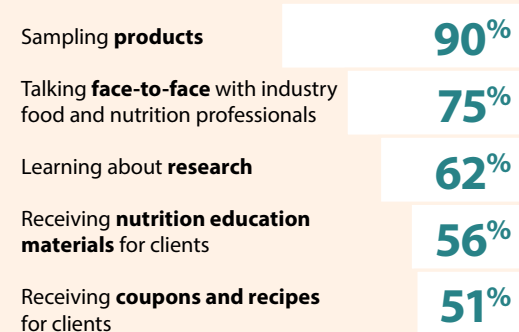 Sampling products 90%
Talking face-to-face with industry
food and nutrition professionals 75%
Learning about research 62%
Receiving nutrition education
materials for clients 56%
Receiving coupons and recipes
for clients 51%